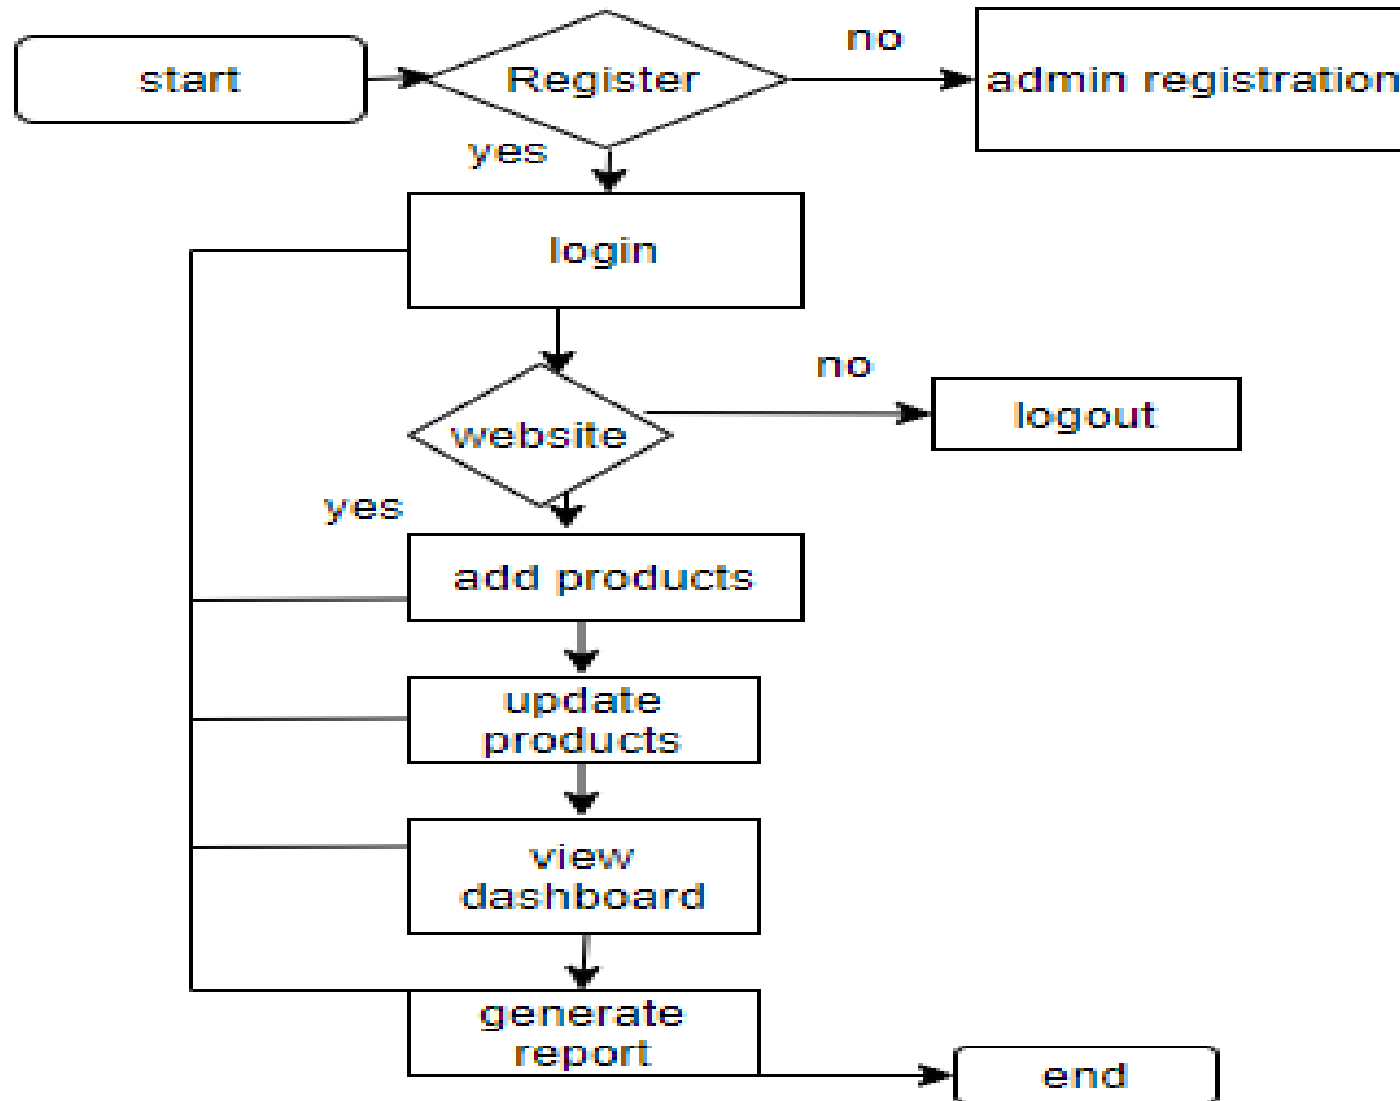 start
Register
no
admin registration
yes
login
no
website
logout
yes
add products
update
products
view
dashboard
generate
report
end